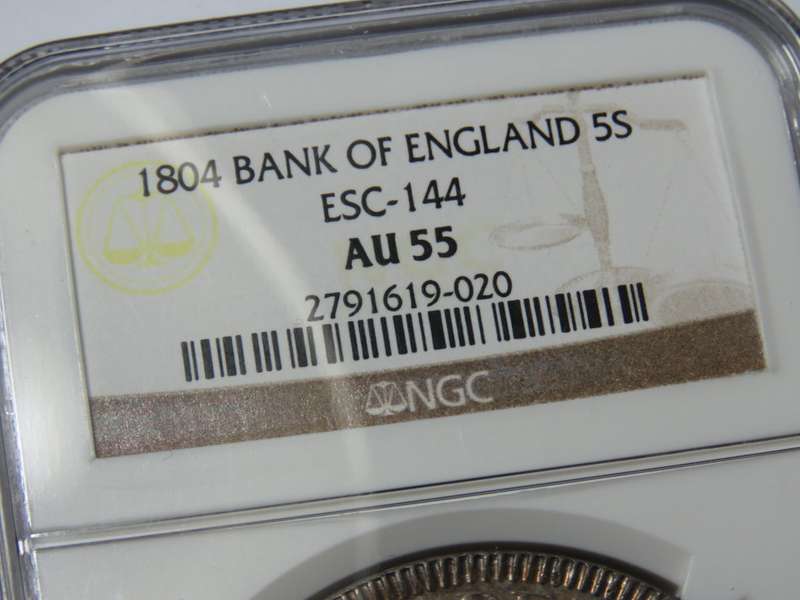 1804 BANK OF ENGLAND 5S
ESC-144
AU 55
2791619-020
NGC